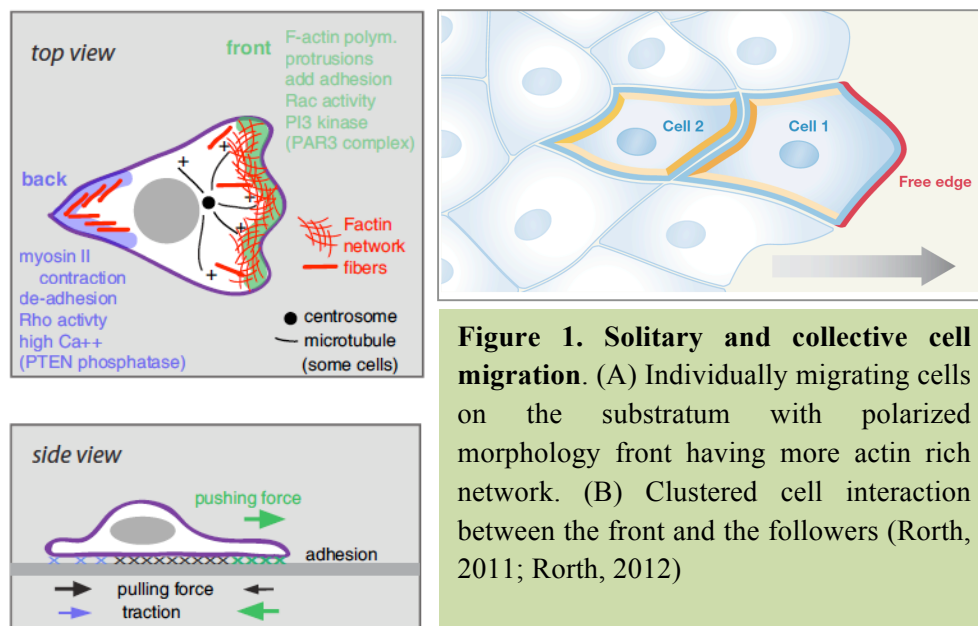 top view
front
F-actin polym.
protrusions
add adhesion
Rac activity
PI3 kinase
(PAR3 complex)
back
myosin II
contraction
de-adhesion
Rho activty
high Ca++
(PTEN phosphatase)
+
+
+
+
+
Factin
network
fibers
centrosome
microtubule
(some cells)
side view
pushing force
adhesion
pulling force
traction
Cell 2
Cell 1
Free edge
Figure 1. Solitary and collective cell
migration. (A) Individually migrating cells
on the substratum with polarized
morphology front having more actin rich
network. (B) Clustered cell interaction
between the front and the followers (Rorth,
2011; Rorth, 2012)